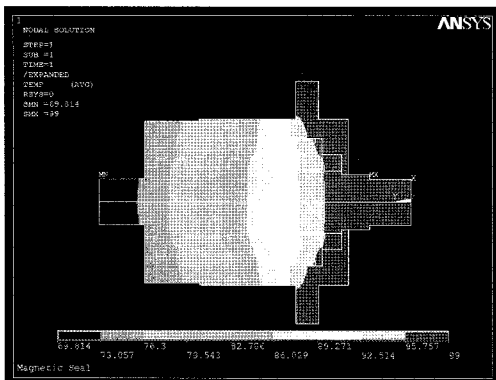 1
ANSYS
NODAL SOLUTION
STEP=1
SUB =1
TIME=1
/EXPANDED
TEMP (AVG)
RSYS=0
SMN =69.814
SMX =99
MN
MX
X
69.814 76.3 82.786 89.271 95.757
73.057 79.543 86.029 92.514 99
Magnetic Seal